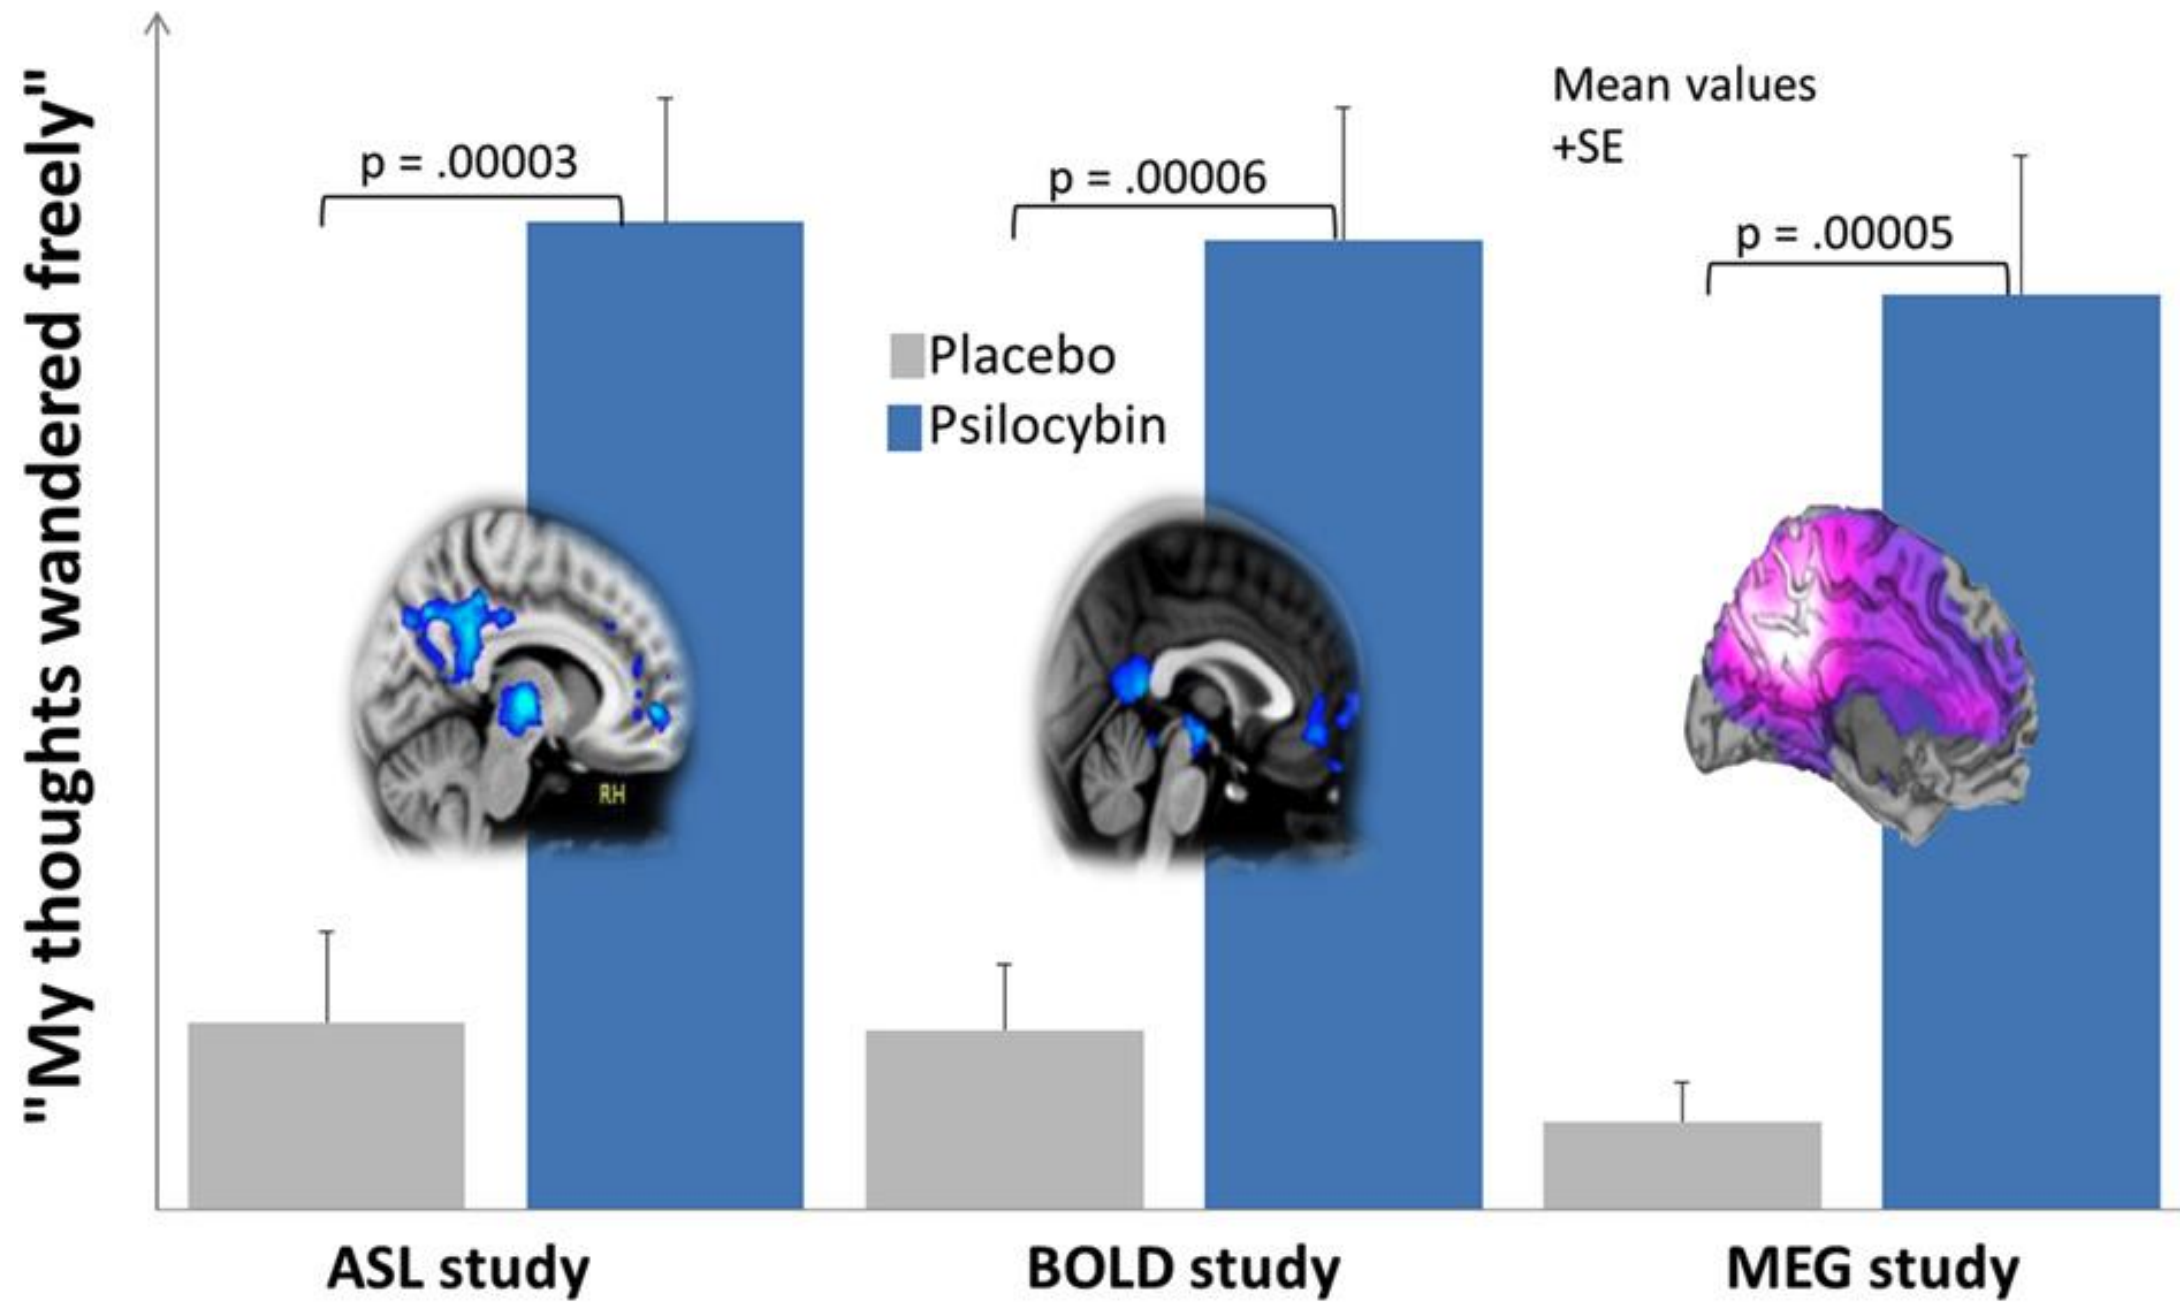 "My thoughts wandered freely"
p = .00003
p = .00006
Mean values
+SE
p = .00005
Placebo
Psilocybin
RH
ASL study
BOLD study
MEG study